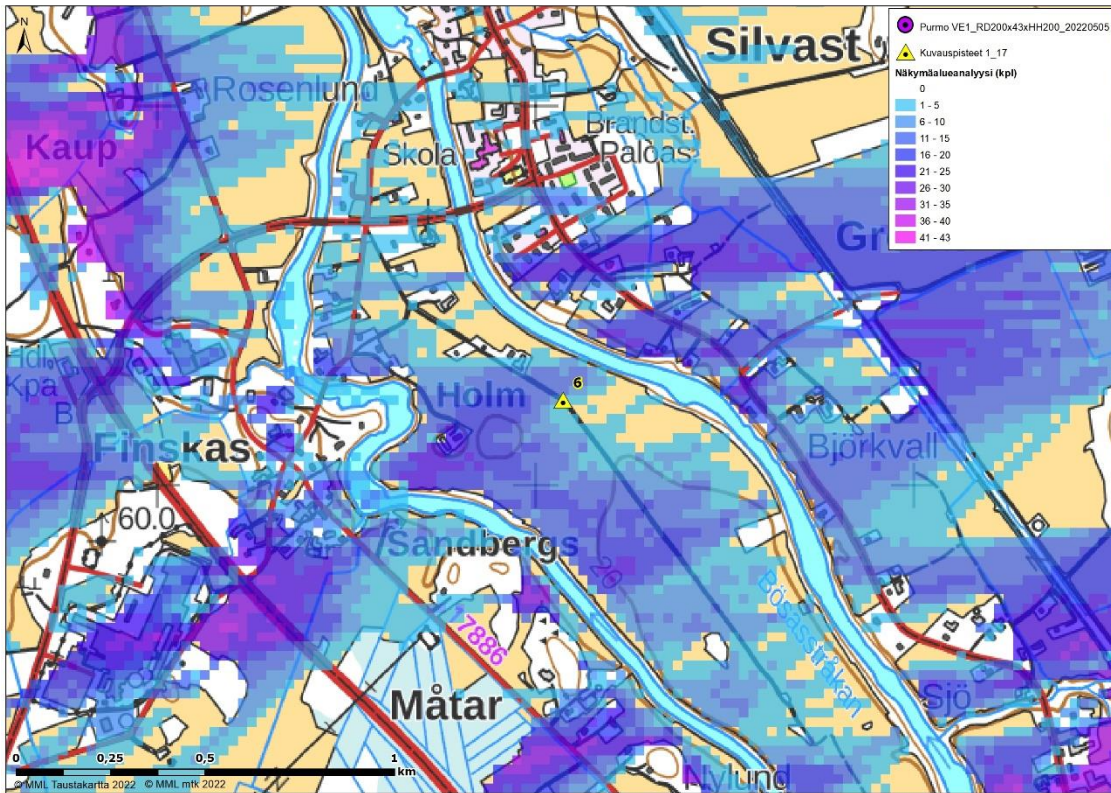 N
Purmo VE1_RD200x43xHH200_20220505
Kuvauspisteet 1_17
Näkymäalueanalyysi (kpl)
0
1 - 5
6 - 10
11 - 15
16 - 20
21 - 25
26 - 30
31 - 35
36 - 40
41 - 43
Silvast
Rosenlund
Brandst.
Kaup
Skola
Paloas.
Gr
6
Holm
Kpa
B
Finskas
Björkvall
60.0
Sandbergs
20
Bösasstråkan
17886
Måtar
Sjö
Nylund
0 0,25 0,5 1
km
© MML Taustakartta 2022 © MML mtk 2022